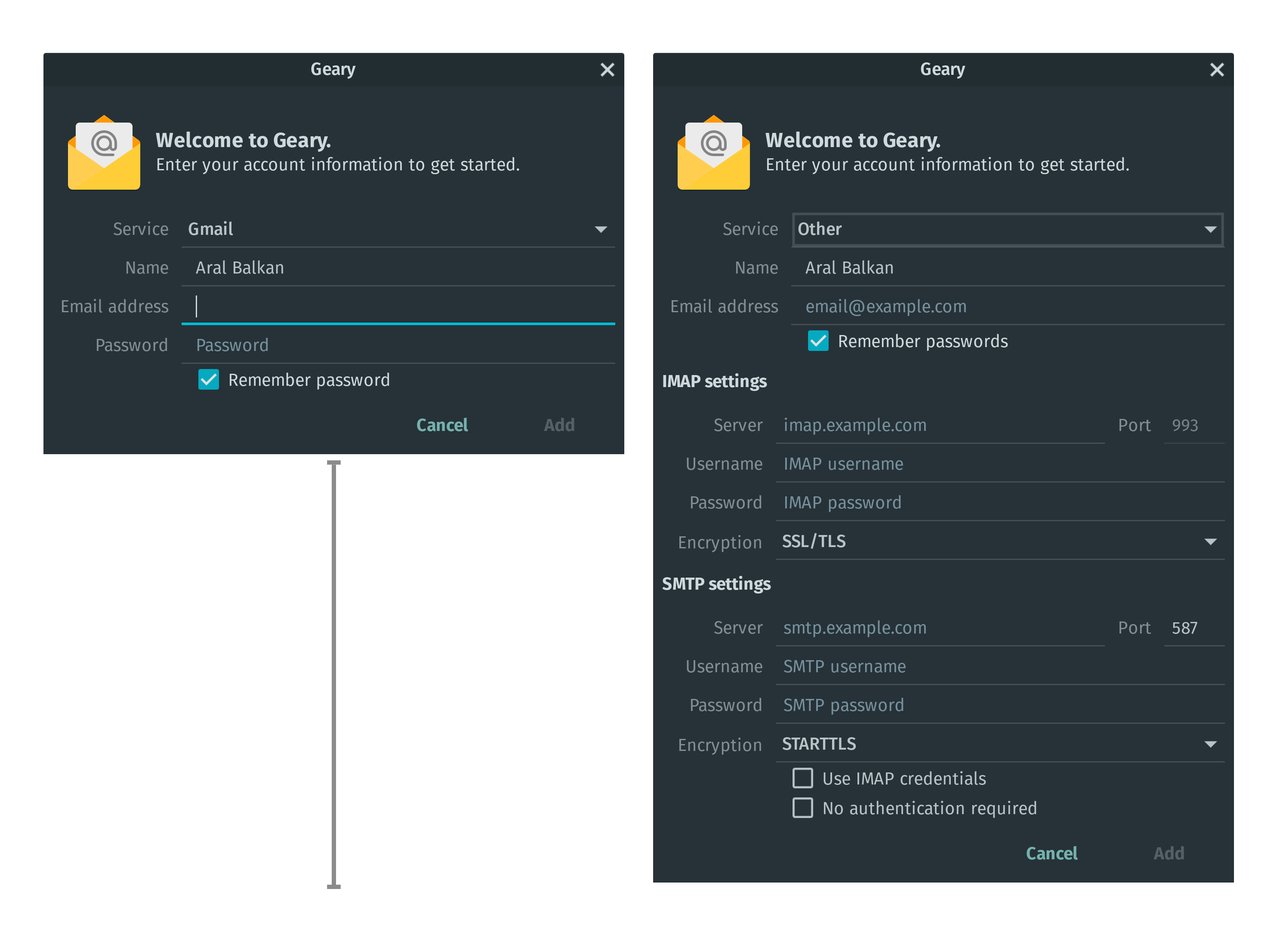 Geary
Welcome to Geary.
Enter your account information to get started.
Service Gmail
Name Aral Balkan
Email address
Password Password
Remember password
Cancel Add
Geary
Welcome to Geary.
Enter your account information to get started.
Service Other
Name Aral Balkan
Email address email@example.com
Remember passwords
IMAP settings
Server imap.example.com Port 993
Username IMAP username
Password IMAP password
Encryption SSL/TLS
SMTP settings
Server smtp.example.com Port 587
Username SMTP username
Password SMTP password
Encryption STARTTLS
Use IMAP credentials
No authentication required
Cancel Add